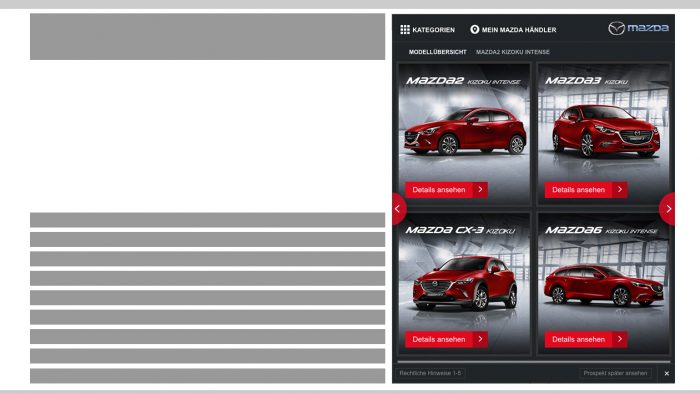 KATEGORIEN
MEIN MAZDA HÄNDLER
mazda
MODELLÜBERSICHT
MAZDA2 KIZOKU INTENSE
MAZDA2 KIZOKU INTENSE
MAZDA3 KIZOKU
Details ansehen
Details ansehen
MAZDA CX-3 KIZOKU
MAZDA6 KIZOKU INTENSE
Details ansehen
Details ansehen
Rechtliche Hinweise 1-5
Prospekt später ansehen